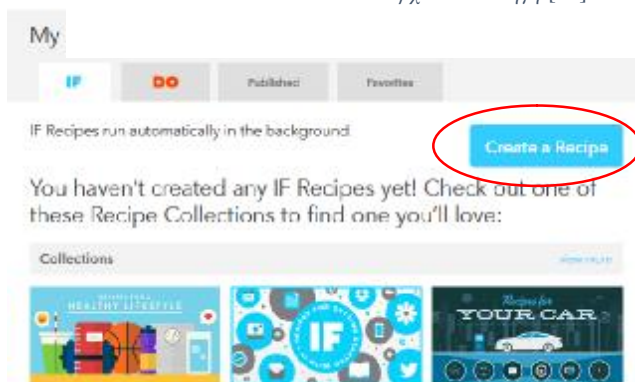 My
IF DO Published Favorites
IF Recipes run automatically in the background
Create a Recipe
You haven't created any IF Recipes yet! Check out one of
these Recipe Collections to find one you'll love:
Collections
HEALTHY LIFESTYLE
IF
Recipes for
YOUR CAR